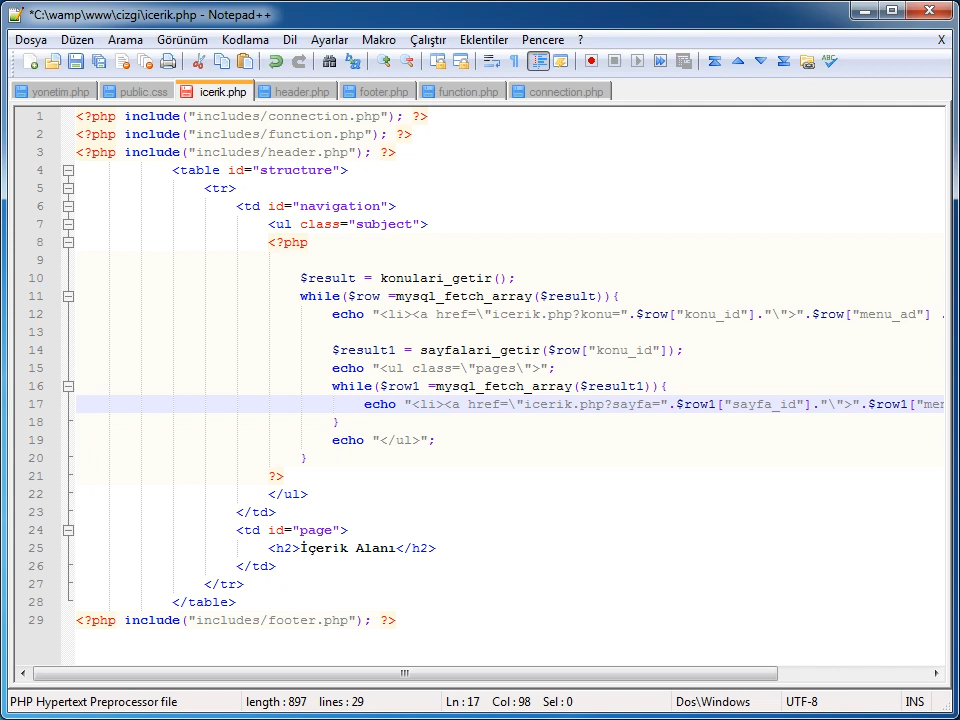 *C:\wamp\www\cizgi\icerik.php - Notepad++
Dosya Düzen Arama Görünüm Kodlama Dil Ayarlar Makro Çalıştır Eklentiler Pencere ? X
yonetim.php public.css icerik.php header.php footer.php function.php connection.php
1 <?php include("includes/connection.php"); ?>
2 <?php include("includes/function.php"); ?>
3 <?php include("includes/header.php"); ?>
4 <table id="structure">
5 <tr>
6 <td id="navigation">
7 <ul class="subject">
8 <?php
9
10 $result = konulari_getir();
11 while($row =mysql_fetch_array($result)){
12 echo "<li><a href=\"icerik.php?konu=".$row["konu_id"]."\">".$row["menu_ad"] .
13
14 $result1 = sayfalari_getir($row["konu_id"]);
15 echo "<ul class=\"pages\">";
16 while($row1 =mysql_fetch_array($result1)){
17 echo "<li><a href=\"icerik.php?sayfa=".$row1["sayfa_id"]."\">".$row1["men
18 }
19 echo "</ul>";
20 }
21 ?>
22 </ul>
23 </td>
24 <td id="page">
25 <h2>İçerik Alanı</h2>
26 </td>
27 </tr>
28 </table>
29 <?php include("includes/footer.php"); ?>
PHP Hypertext Preprocessor file length : 897 lines : 29 Ln : 17 Col : 98 Sel : 0 Dos\Windows UTF-8 INS